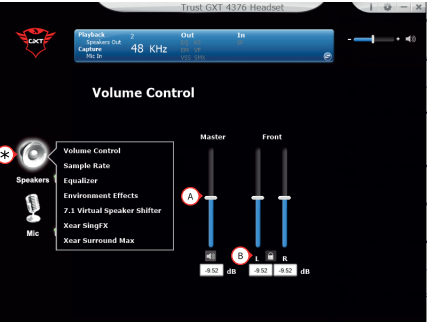 Trust GXT 4376 Headset
i
GXT
Playback
Speakers Out
Capture
Mic In
2
48 KHz
Out
In
VSS SMX
- +
Volume Control
*
Speakers
Mic
Volume Control
Sample Rate
Equalizer
Environment Effects
7.1 Virtual Speaker Shifter
Xear SingFX
Xear Surround Max
Master Front
A
B L R
-9.52 dB -9.52 -9.52 dB